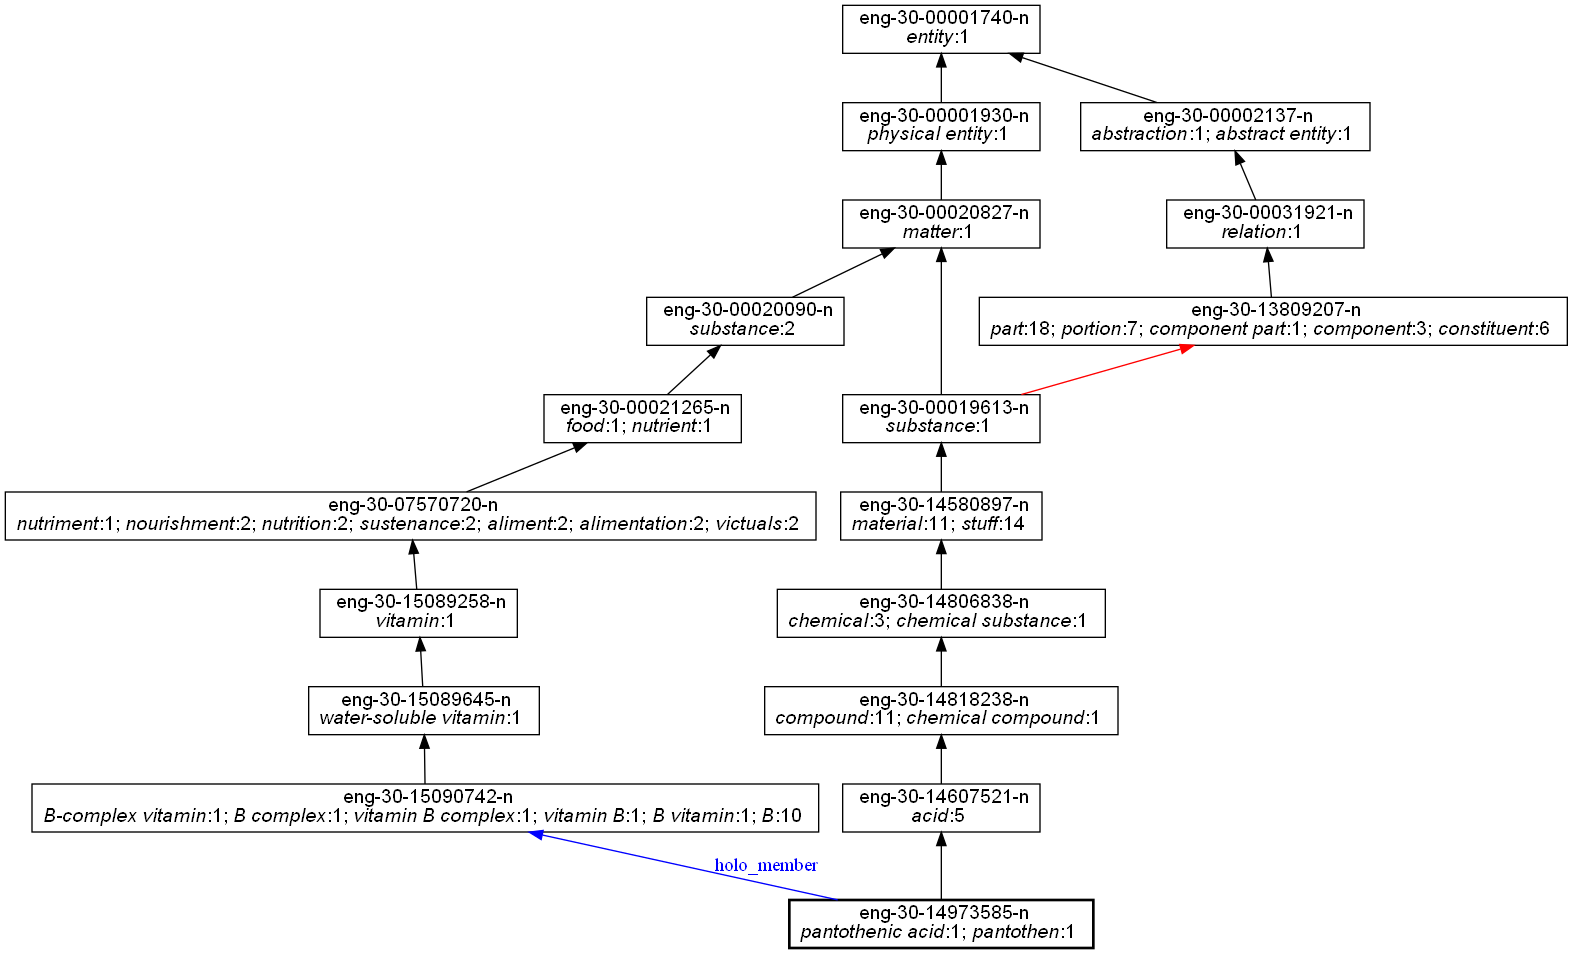 eng-30-00001740-n
entity:1
eng-30-00001930-n
physical entity:1
eng-30-00002137-n
abstraction:1; abstract entity:1
eng-30-00020827-n
matter:1
eng-30-00031921-n
relation:1
eng-30-00020090-n
substance:2
eng-30-13809207-n
part:18; portion:7; component part:1; component:3; constituent:6
eng-30-00021265-n
food:1; nutrient:1
eng-30-00019613-n
substance:1
eng-30-07570720-n
nutriment:1; nourishment:2; nutrition:2; sustenance:2; aliment:2; alimentation:2; victuals:2
eng-30-14580897-n
material:11; stuff:14
eng-30-15089258-n
vitamin:1
eng-30-14806838-n
chemical:3; chemical substance:1
eng-30-15089645-n
water-soluble vitamin:1
eng-30-14818238-n
compound:11; chemical compound:1
eng-30-15090742-n
B-complex vitamin:1; B complex:1; vitamin B complex:1; vitamin B:1; B vitamin:1; B:10
eng-30-14607521-n
acid:5
holo_member
eng-30-14973585-n
pantothenic acid:1; pantothen:1